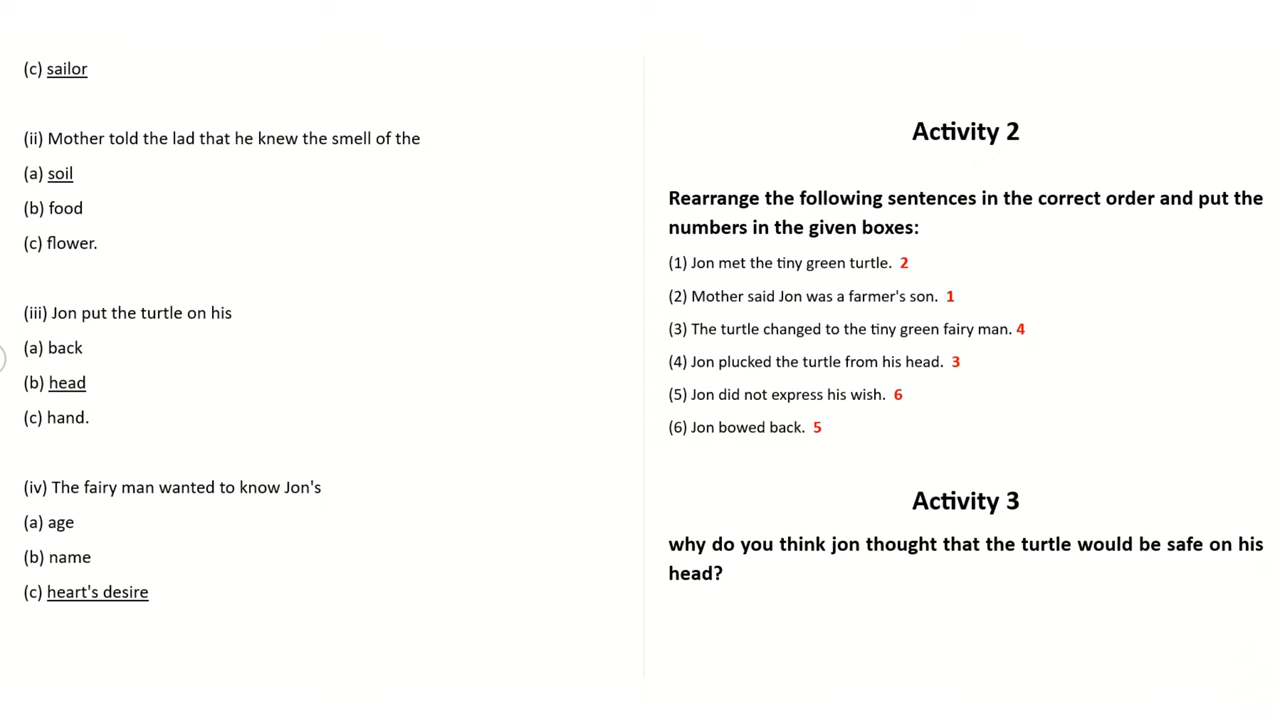 (c) sailor
(ii) Mother told the lad that he knew the smell of the
(a) soil
(b) food
(c) flower.
(iii) Jon put the turtle on his
(a) back
(b) head
(c) hand.
(iv) The fairy man wanted to know Jon's
(a) age
(b) name
(c) heart's desire
Activity 2
Rearrange the following sentences in the correct order and put the
numbers in the given boxes:
(1) Jon met the tiny green turtle. 2
(2) Mother said Jon was a farmer's son. 1
(3) The turtle changed to the tiny green fairy man. 4
(4) Jon plucked the turtle from his head. 3
(5) Jon did not express his wish. 6
(6) Jon bowed back. 5
Activity 3
why do you think jon thought that the turtle would be safe on his
head?